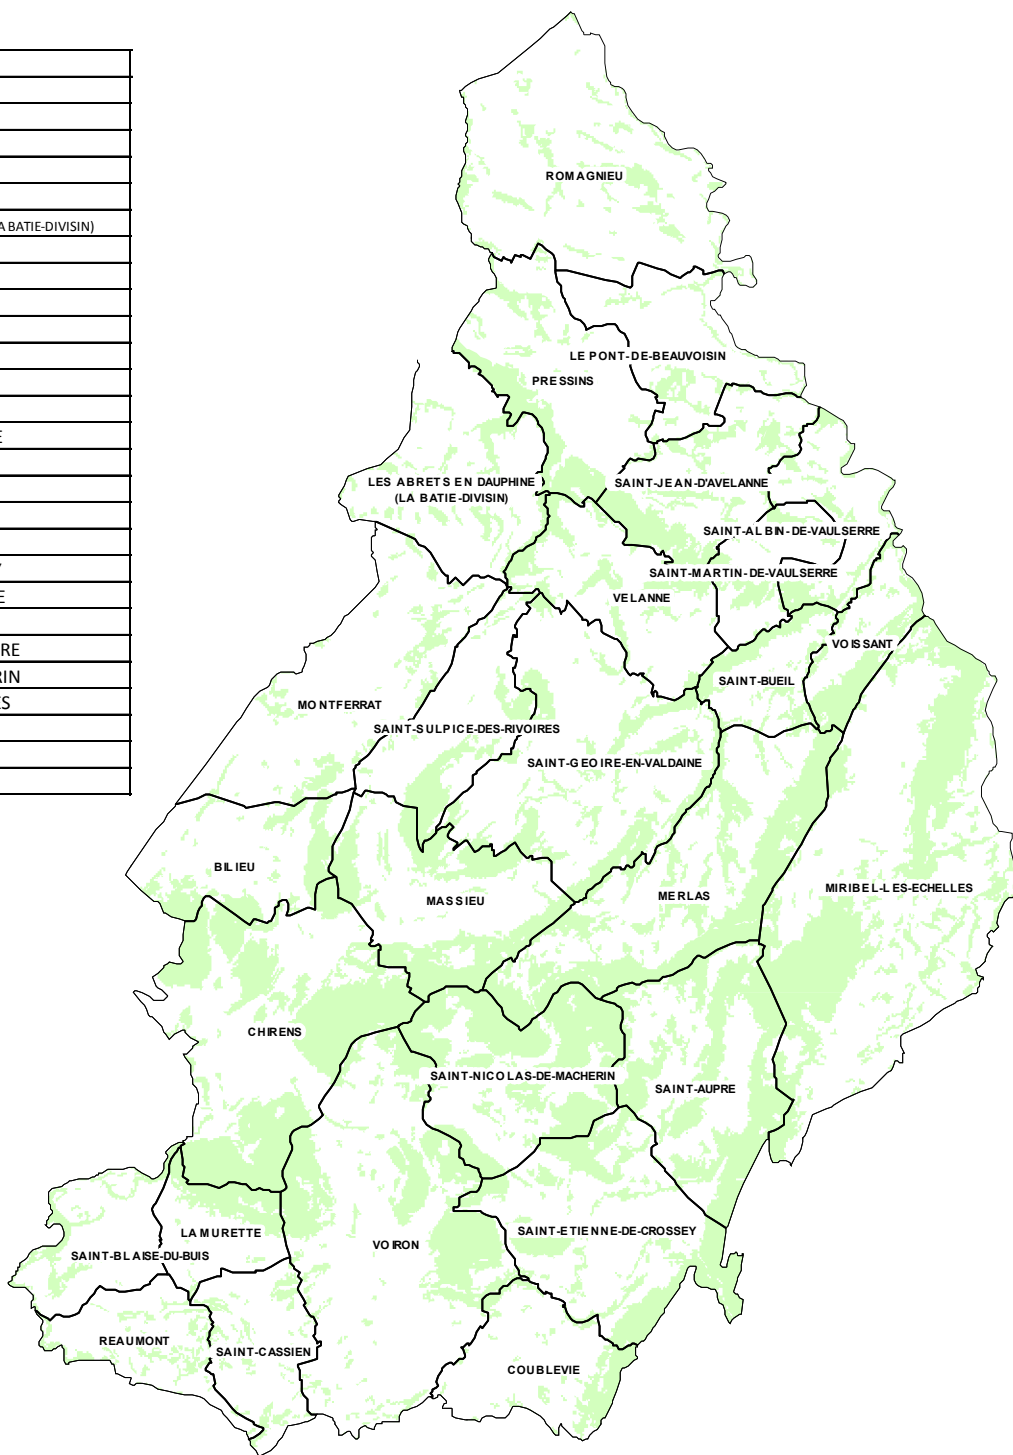 A BATIE-DIVISIN)
E
Y
E
RE
RIN
ES
ROMAGNIEU
LE PONT-DE-BEAUVOISIN
PRESSINS
LES ABRETS EN DAUPHINE
(LA BATIE-DIVISIN)
SAINT-JEAN-D'AVELANNE
SAINT-ALBIN-DE-VAULSERRE
SAINT-MARTIN-DE-VAULSERRE
VELANNE
VOISSANT
SAINT-BUEIL
MONTFERRAT
SAINT-SULPICE-DES-RIVOIRES
SAINT-GEOIRE-EN-VALDAINE
BILIEU
MASSIEU
MERLAS
MIRIBEL-LES-ECHELLES
CHIRENS
SAINT-NICOLAS-DE-MACHERIN
SAINT-AUPRE
LA MURETTE
VOIRON
SAINT-ETIENNE-DE-CROSSEY
SAINT-BLAISE-DU-BUIS
REAUMONT
SAINT-CASSIEN
COUBLEVIE